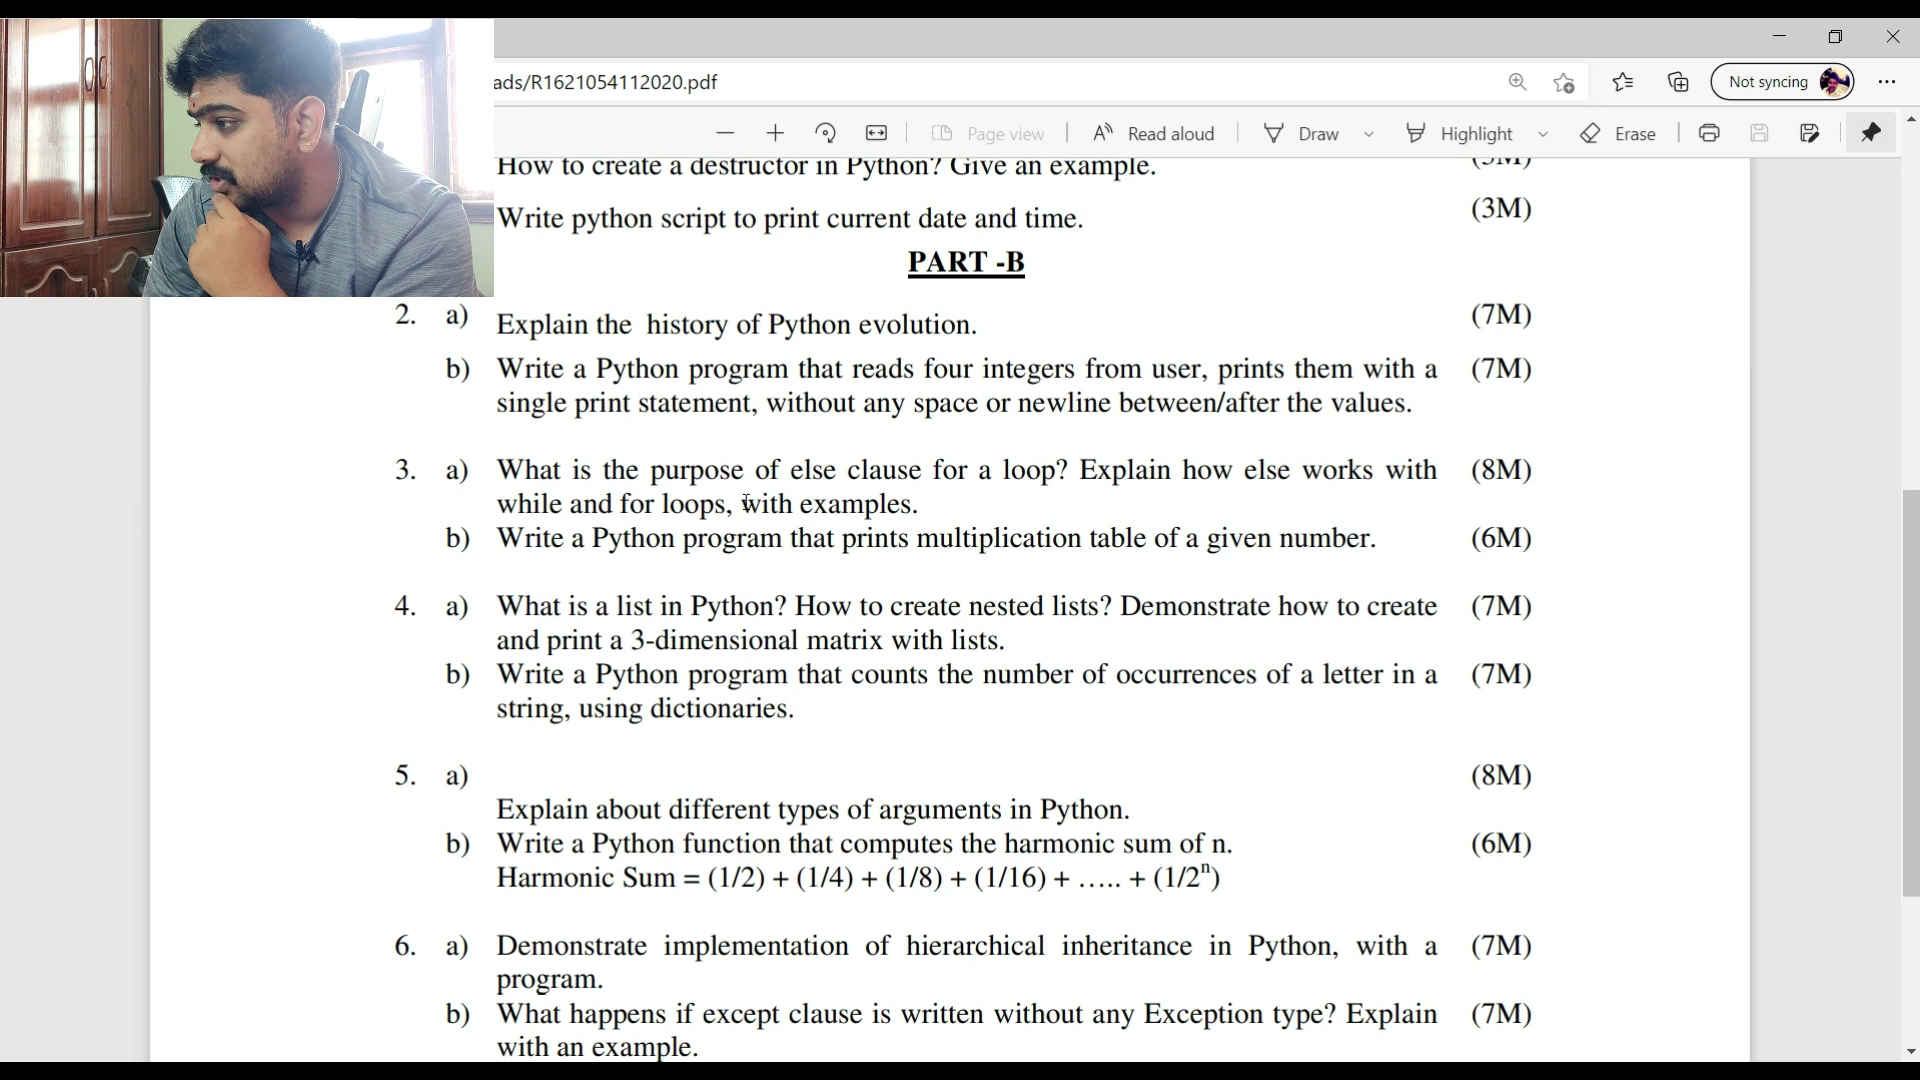 ads/R1621054112020.pdf
Not syncing
Page view
Read aloud
Draw
Highlight
Erase
How to create a destructor in Python? Give an example. (3M)
Write python script to print current date and time. (3M)
PART -B
2. a) Explain the history of Python evolution. (7M)
b) Write a Python program that reads four integers from user, prints them with a (7M)
single print statement, without any space or newline between/after the values.
3. a) What is the purpose of else clause for a loop? Explain how else works with (8M)
while and for loops, with examples.
b) Write a Python program that prints multiplication table of a given number. (6M)
4. a) What is a list in Python? How to create nested lists? Demonstrate how to create (7M)
and print a 3-dimensional matrix with lists.
b) Write a Python program that counts the number of occurrences of a letter in a (7M)
string, using dictionaries.
5. a) (8M)
Explain about different types of arguments in Python.
b) Write a Python function that computes the harmonic sum of n. (6M)
Harmonic Sum = (1/2) + (1/4) + (1/8) + (1/16) + ..... + (1/2ⁿ)
6. a) Demonstrate implementation of hierarchical inheritance in Python, with a (7M)
program.
b) What happens if except clause is written without any Exception type? Explain (7M)
with an example.